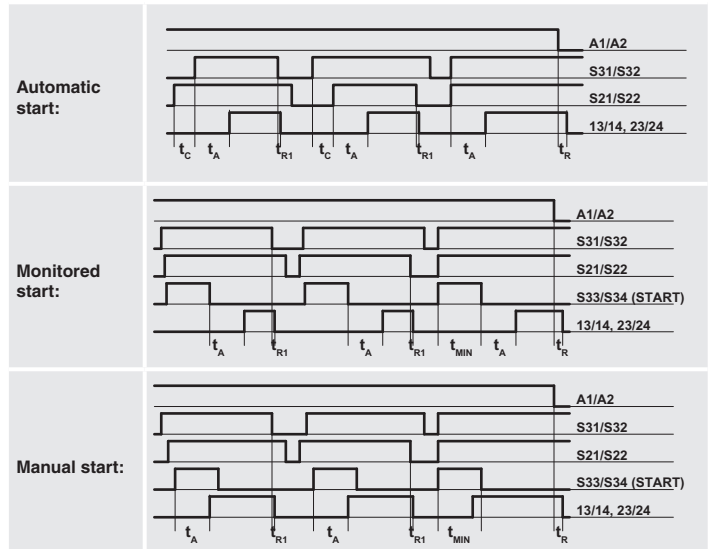 Automatic start:
A1/A2
S31/S32
S21/S22
13/14, 23/24
tC tA tR1 tC tA tR1 tA tR
Monitored start:
A1/A2
S31/S32
S21/S22
S33/S34 (START)
13/14, 23/24
tA tR1 tA tR1 tMIN tA tR
Manual start:
A1/A2
S31/S32
S21/S22
S33/S34 (START)
13/14, 23/24
tA tR1 tA tR1 tMIN tR